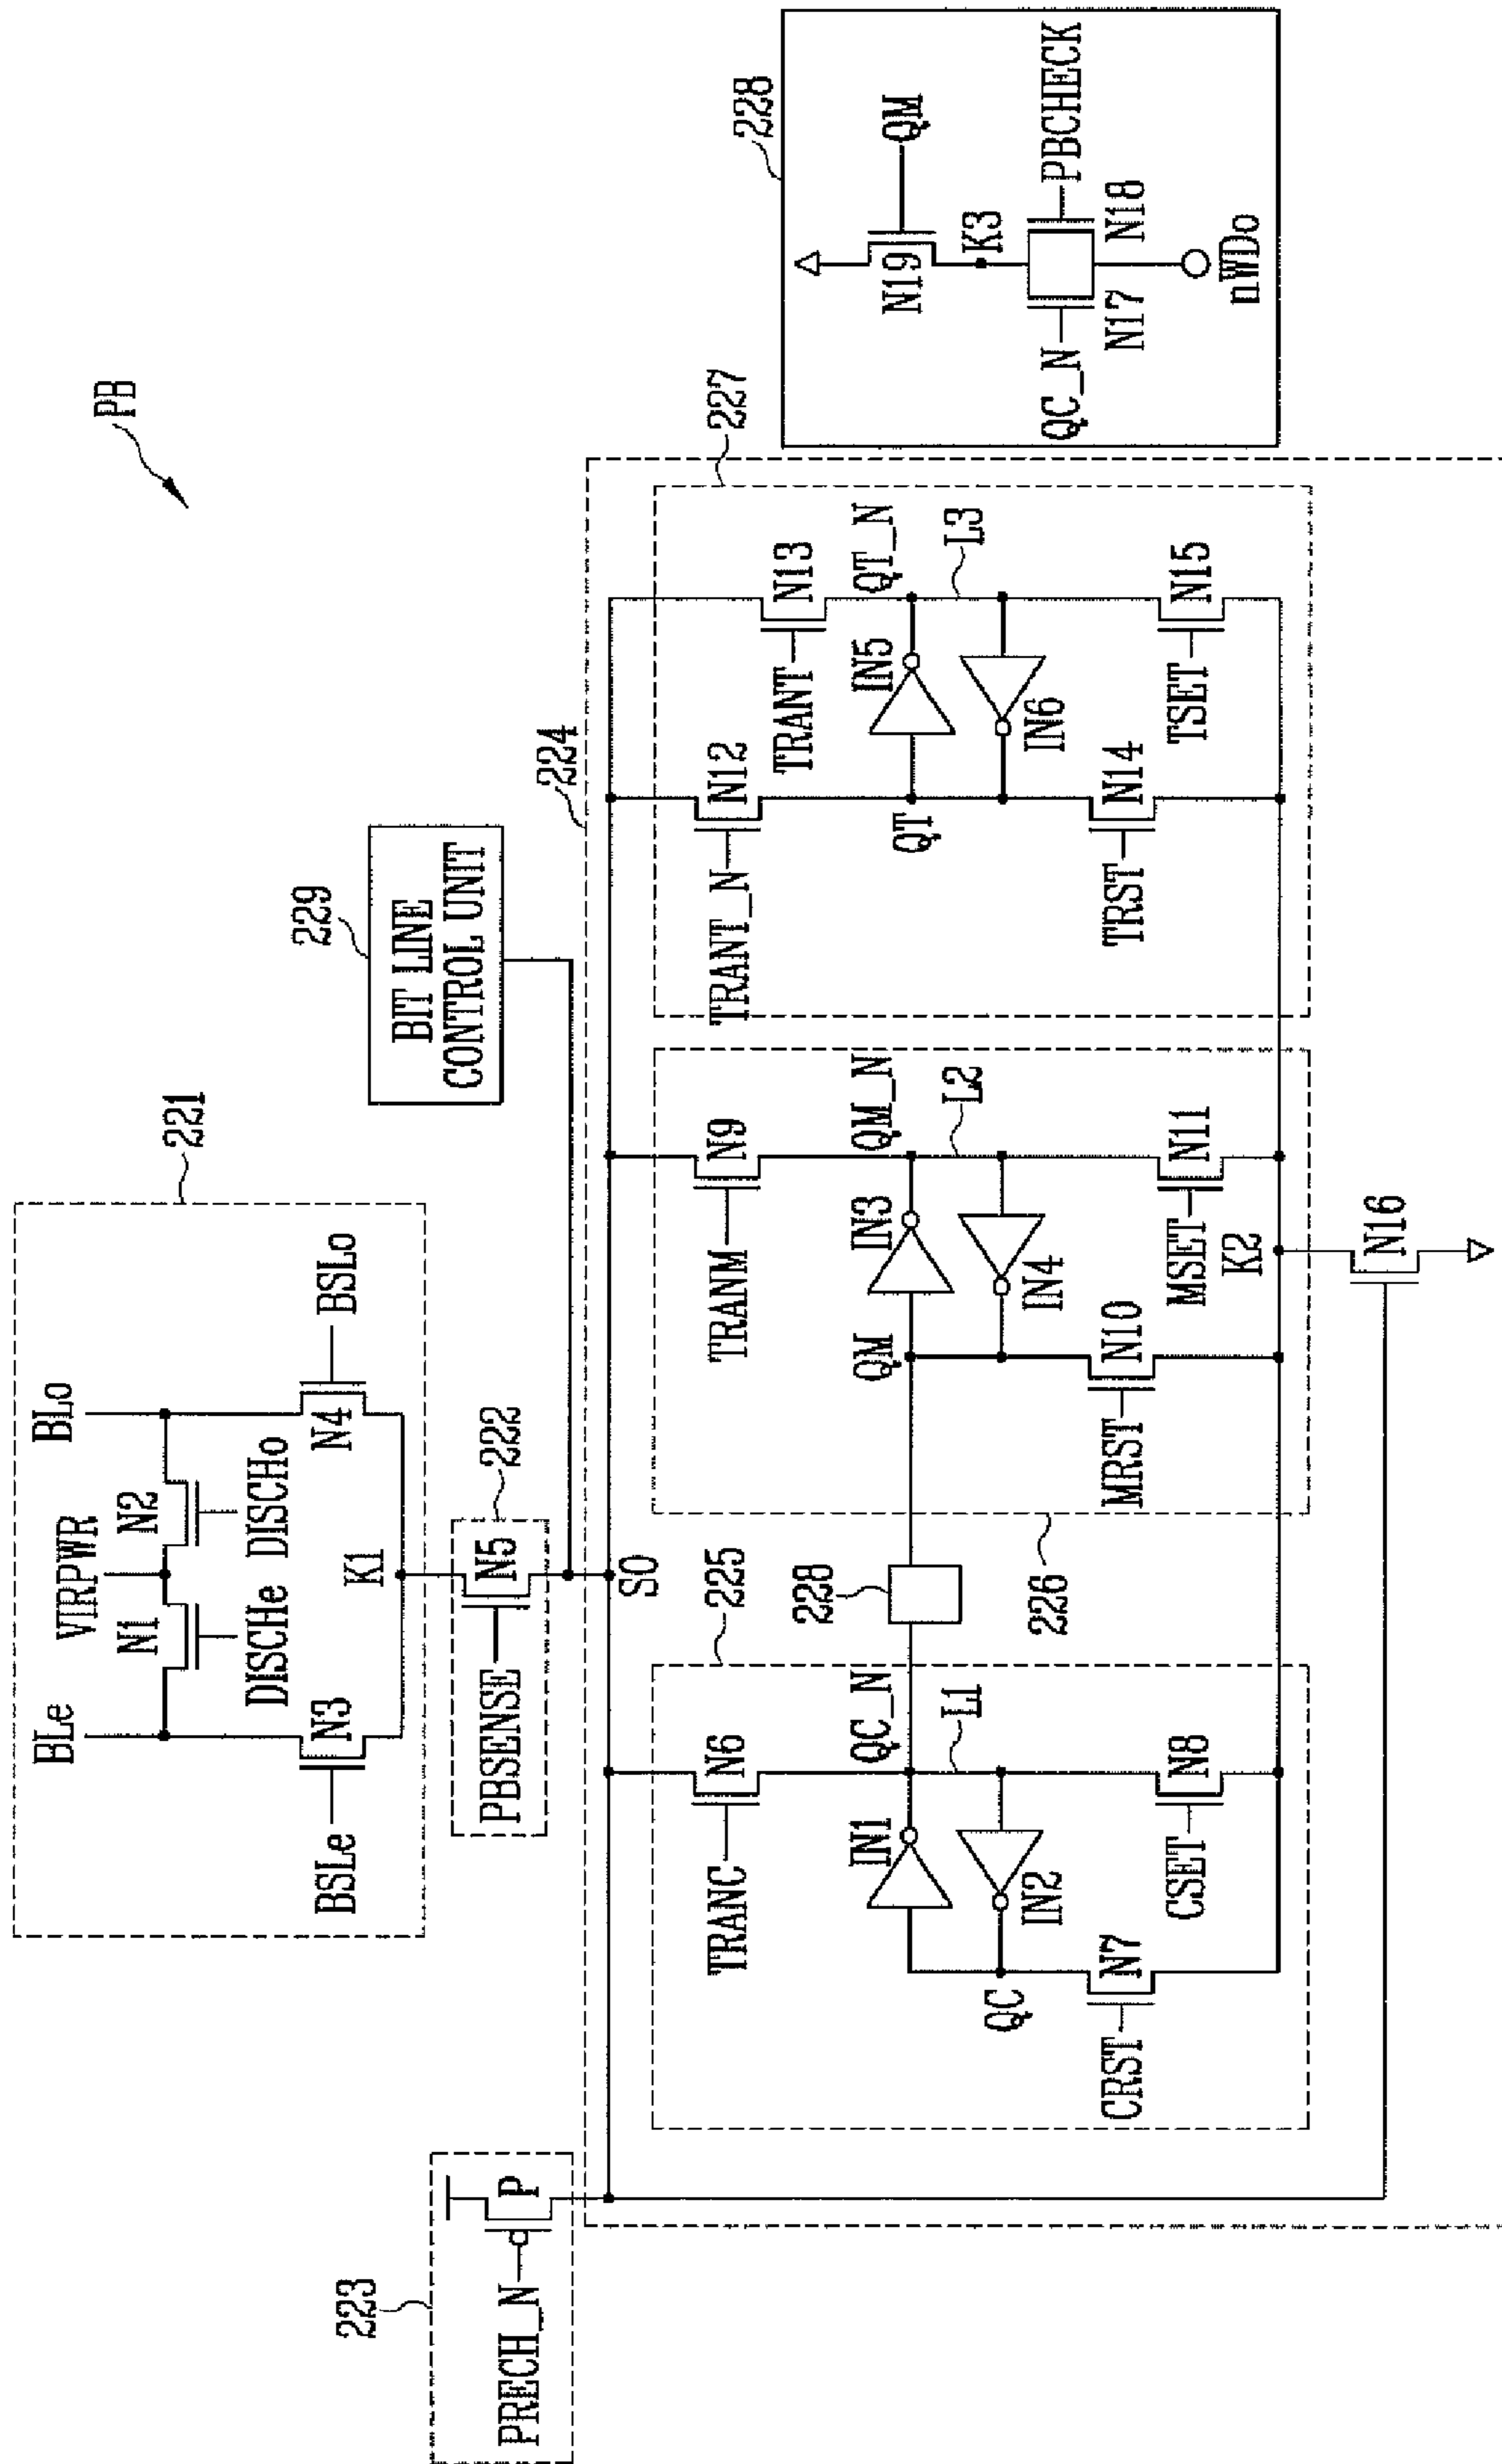 PB
221
BLe
VIRPWR
BLo
N1
N2
DISCHe
DISCHo
BSLe
N3
K1
N4
BSLo
222
PBSENSE
N5
SO
223
PRECH_N
P
229
BIT LINE
CONTROL UNIT
224
225
TRANC
N6
QC_N
IN1
L1
IN2
QC
CRST
N7
CSET
N8
228
226
TRANM
N9
QM_N
QM
IN3
L2
IN4
MRST
N10
MSET
N11
K2
N16
227
TRANT_N
N12
TRANT
N13
QT_N
QT
IN5
L3
IN6
TRST
N14
TSET
N15
228
N19
QM
K3
QC_N
N17
N18
PBCHECK
nWDo